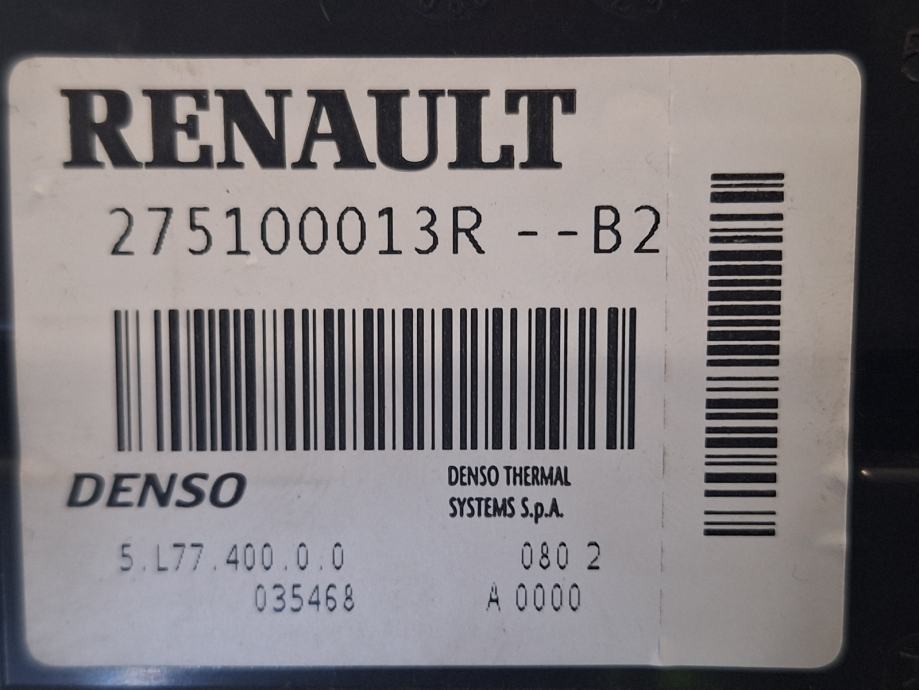 RENAULT
275100013R --B2
DENSO
DENSO THERMAL
SYSTEMS S.p.A.
5.L77.400.0.0
080 2
035468
A 0000